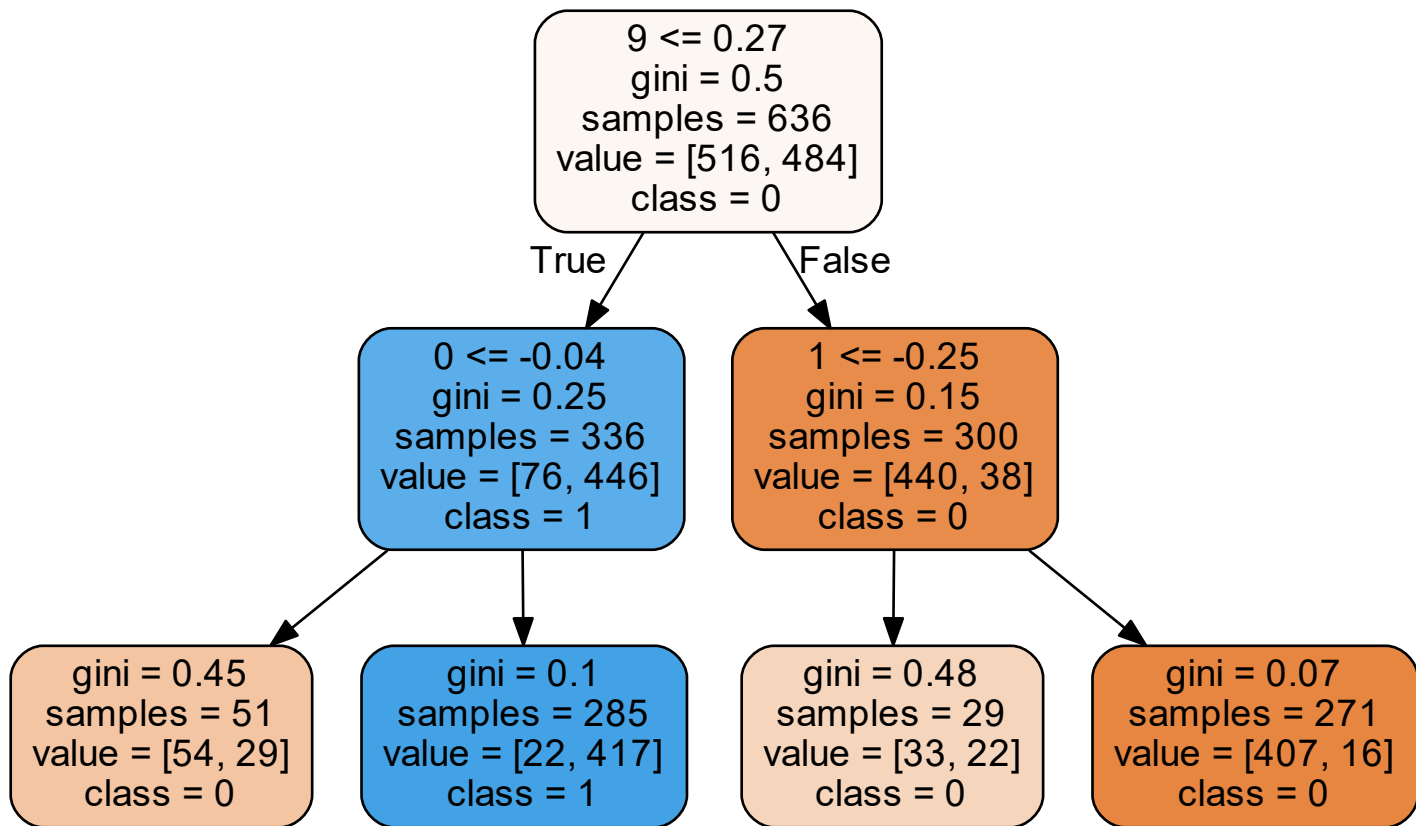 9 <= 0.27
gini = 0.5
samples = 636
value = [516, 484]
class = 0
True
False
0 <= -0.04
gini = 0.25
samples = 336
value = [76, 446]
class = 1
1 <= -0.25
gini = 0.15
samples = 300
value = [440, 38]
class = 0
gini = 0.45
samples = 51
value = [54, 29]
class = 0
gini = 0.1
samples = 285
value = [22, 417]
class = 1
gini = 0.48
samples = 29
value = [33, 22]
class = 0
gini = 0.07
samples = 271
value = [407, 16]
class = 0